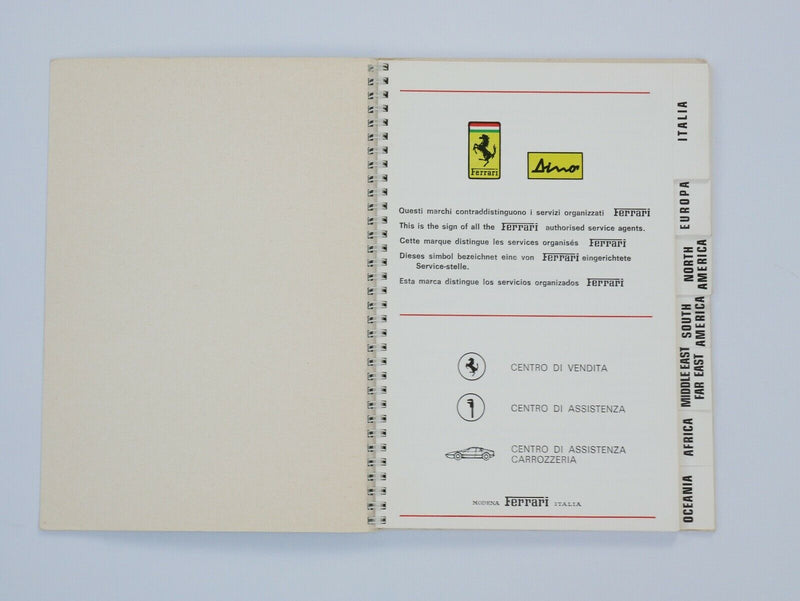 Ferrari
Dino
Questi marchi contraddistinguono i servizi organizzati Ferrari
This is the sign of all the Ferrari authorised service agents.
Cette marque distingue les services organisés Ferrari
Dieses simbol bezeichnet eine von Ferrari eingerichtete
Service-stelle.
Esta marca distingue los servicios organizados Ferrari
CENTRO DI VENDITA
CENTRO DI ASSISTENZA
CENTRO DI ASSISTENZA
CARROZZERIA
MODENA Ferrari ITALIA
ITALIA
EUROPA
NORTH
AMERICA
SOUTH
AMERICA
MIDDLE EAST
FAR EAST
AFRICA
OCEANIA